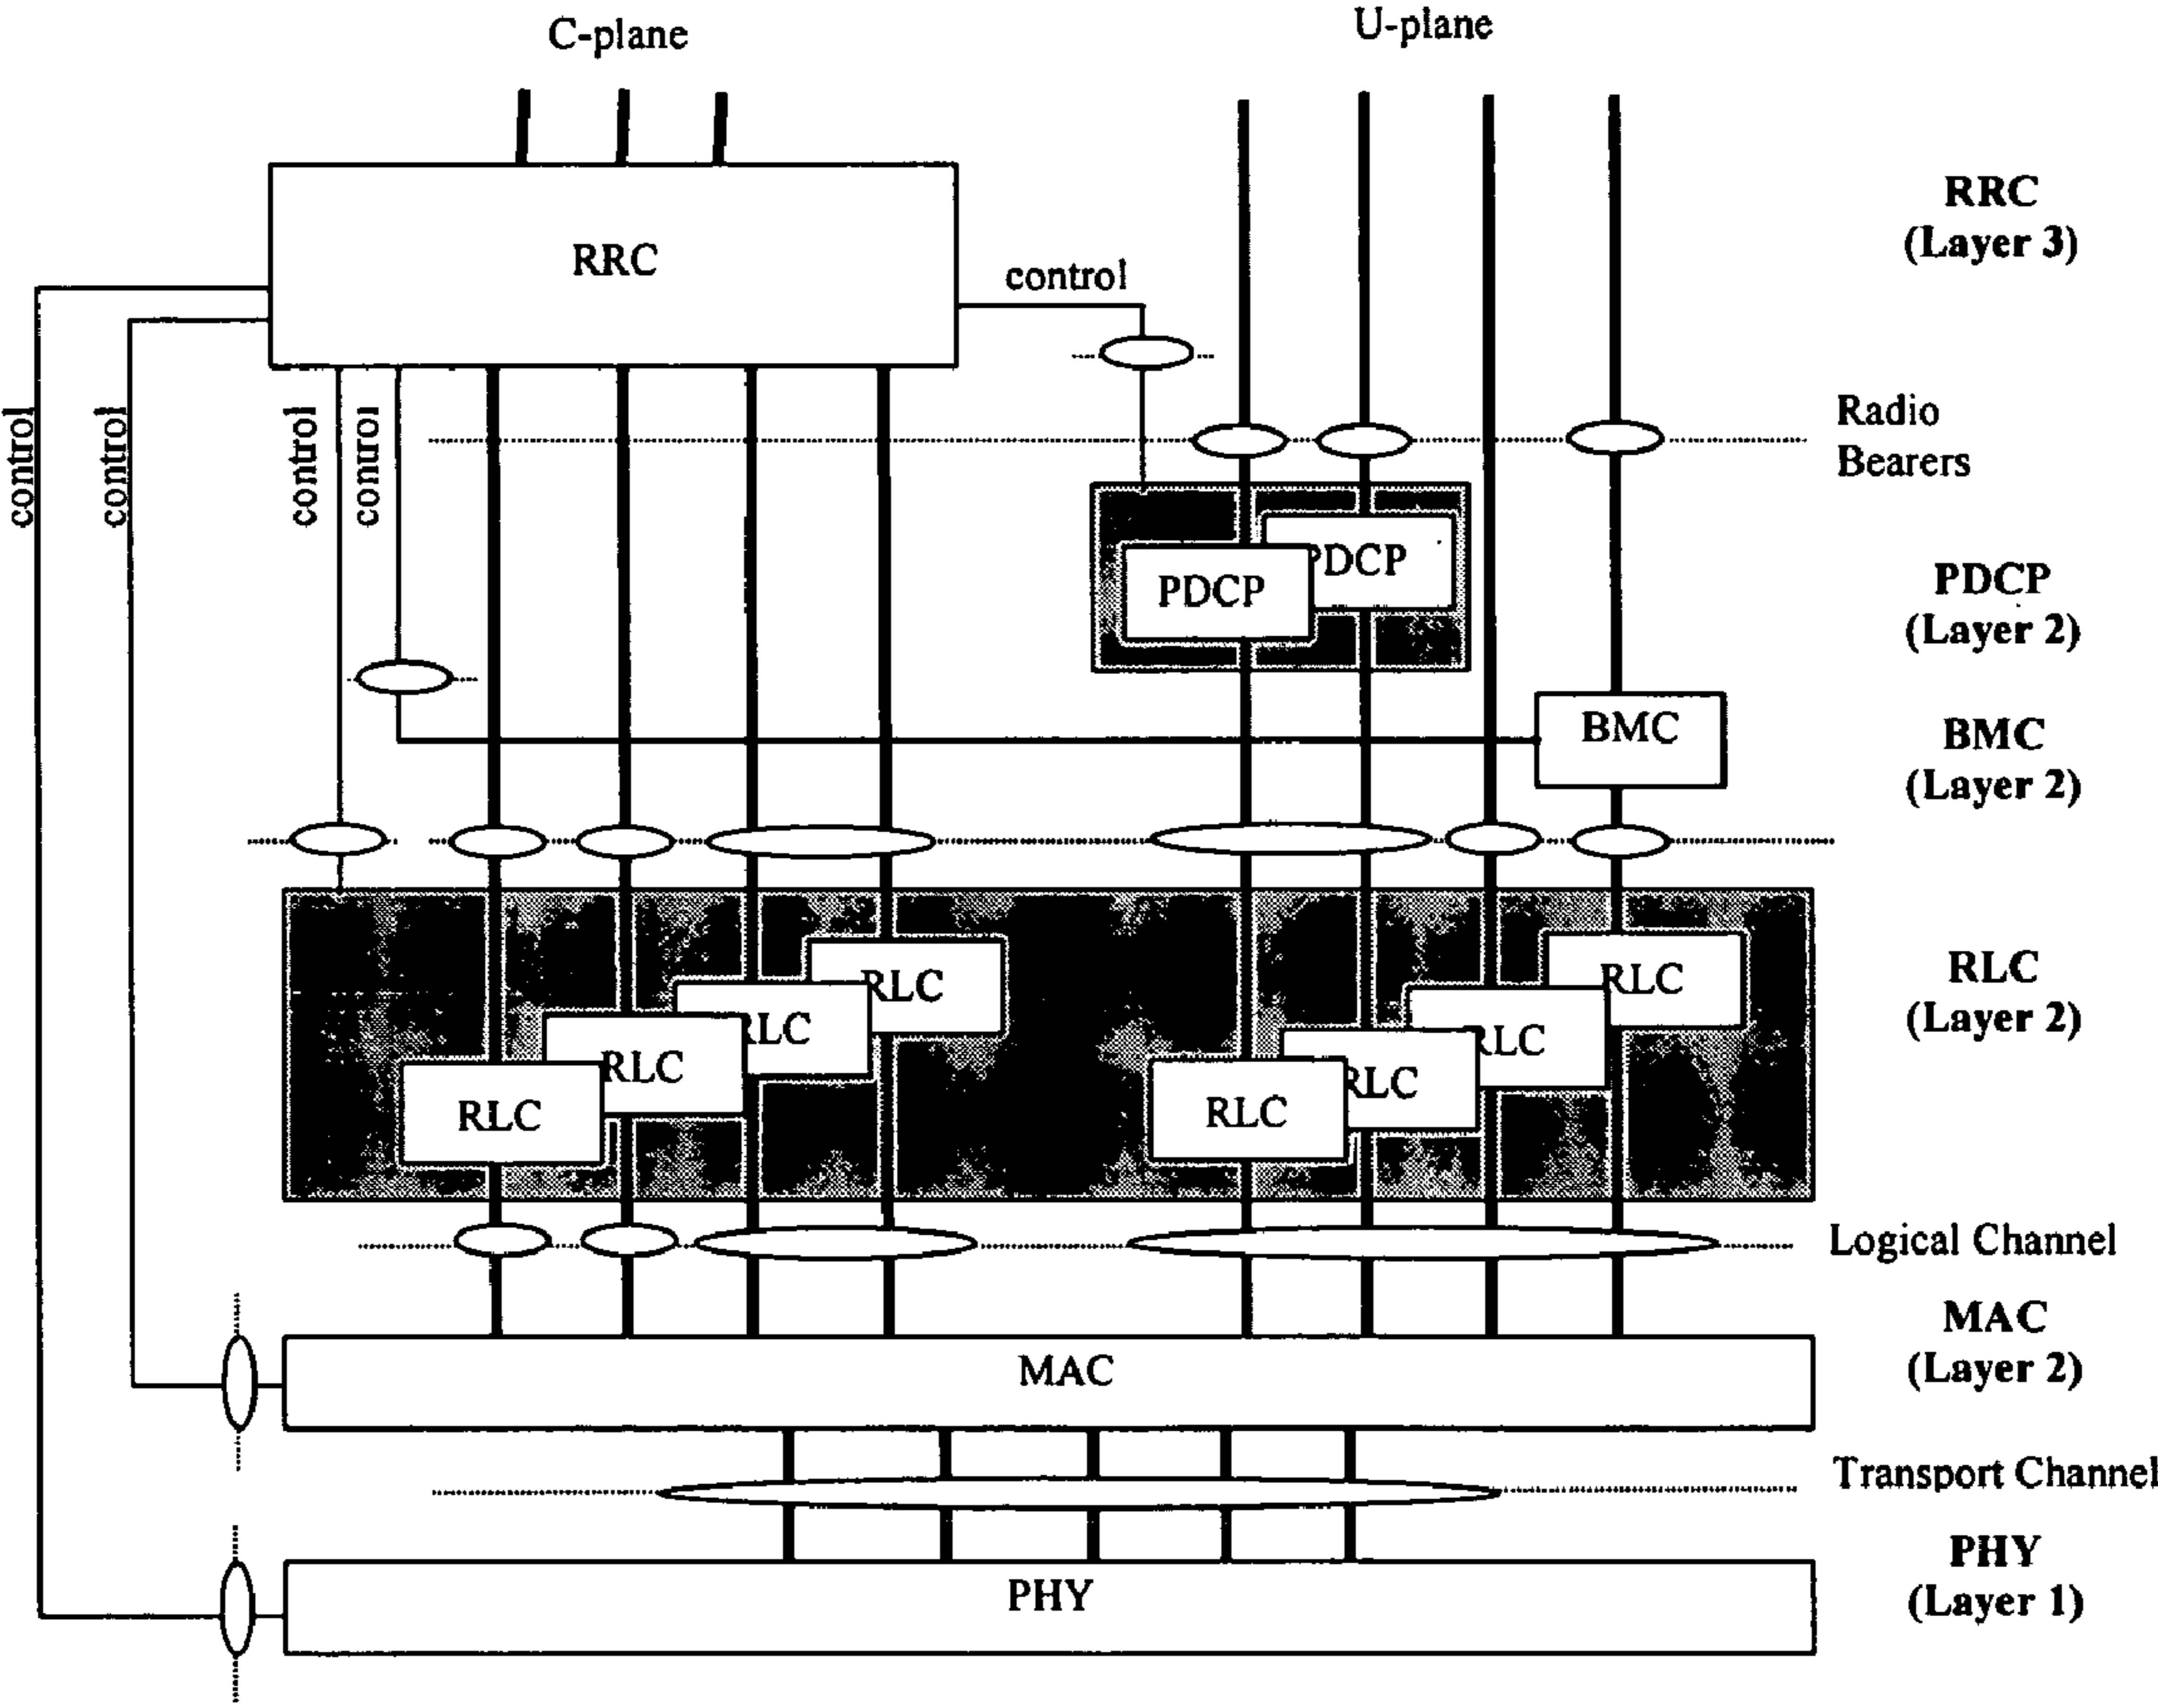 C-plane
U-plane
RRC
(Layer 3)
RRC
control
control
control
control
control
Radio
Bearers
PDCP
PDCP
PDCP
(Layer 2)
BMC
BMC
(Layer 2)
RLC
RLC
RLC
RLC
RLC
RLC
RLC
RLC
RLC
(Layer 2)
Logical Channel
MAC
(Layer 2)
MAC
Transport Channel
PHY
(Layer 1)
PHY